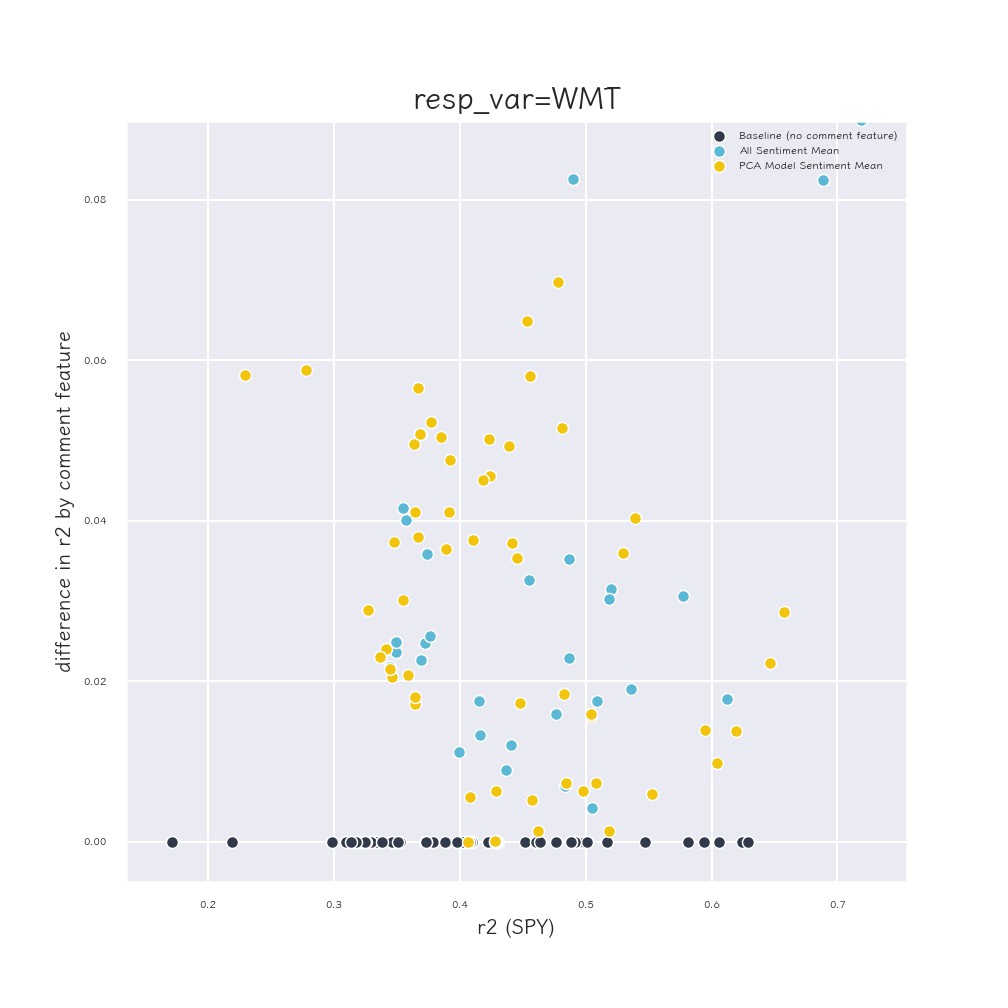 resp_var=WMT
Baseline (no comment feature)
All Sentiment Mean
PCA Model Sentiment Mean
0.08
0.06
0.04
0.02
0.00
difference in r2 by comment feature
0.2 0.3 0.4 0.5 0.6 0.7
r2 (SPY)